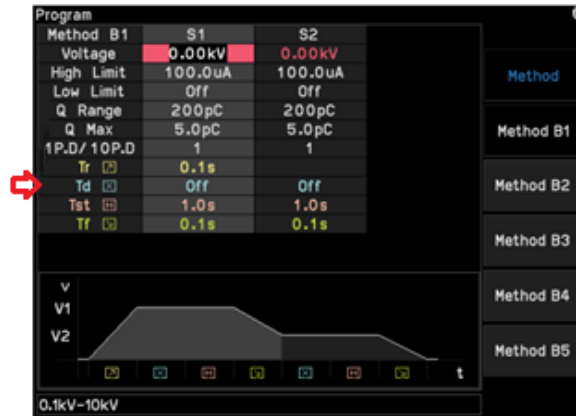 Program
Method B1 S1 S2
Voltage 0.00kV 0.00kV
High Limit 100.0uA 100.0uA
Low Limit Off Off
Q Range 200pC 200pC
Q Max 5.0pC 5.0pC
1P.D/10P.D 1 1
Tr 0.1s
Td Off Off
Tst 1.0s 1.0s
Tf 0.1s 0.1s
V
V1
V2
t
0.1kV-10kV
Method
Method B1
Method B2
Method B3
Method B4
Method B5